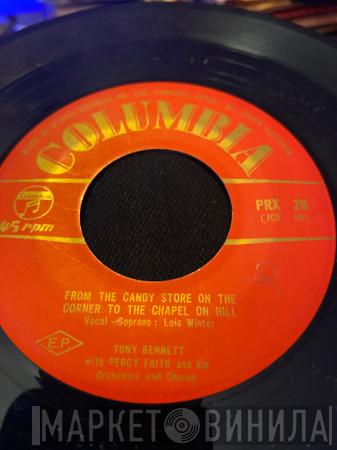 COLUMBIA
45 rpm
PRX 28
FROM THE CANDY STORE ON THE
CORNER TO THE CHAPEL ON HILL
Vocal - Soprano : Lois Winter
E.P.
TONY BENNETT
with PERCY FAITH and his
Orchestra and Chorus
МАРКЕТ ВИНИЛА